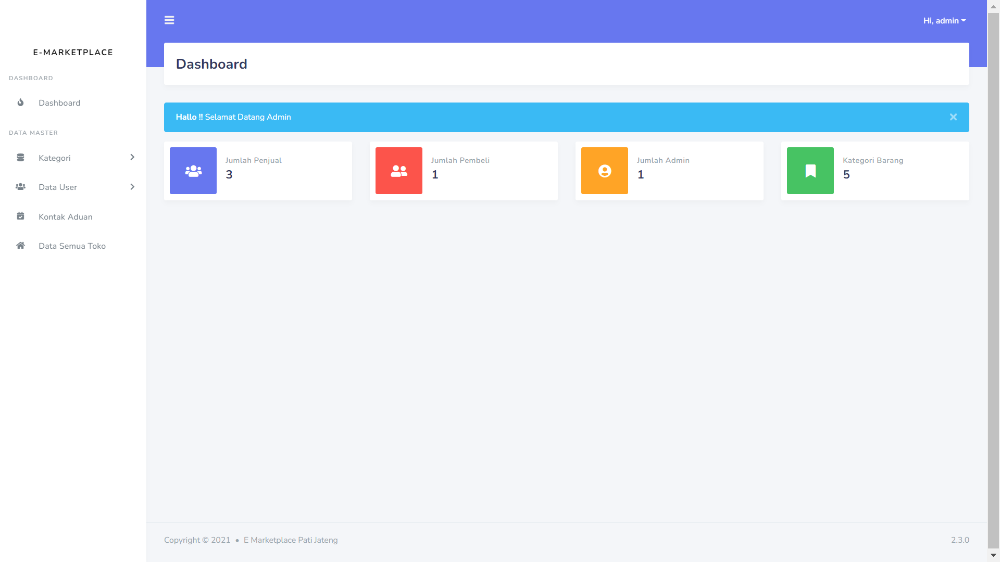 E-MARKETPLACE
DASHBOARD
Dashboard
DATA MASTER
Kategori
Data User
Kontak Aduan
Data Semua Toko
Hi, admin
Dashboard
Hallo !! Selamat Datang Admin
Jumlah Penjual
3
Jumlah Pembeli
1
Jumlah Admin
1
Kategori Barang
5
Copyright © 2021 • E Marketplace Pati Jateng
2.3.0